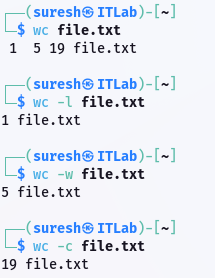 ┌──(suresh㉿ITLab)-[~]
└─$ wc file.txt
 1  5 19 file.txt
┌──(suresh㉿ITLab)-[~]
└─$ wc -l file.txt
1 file.txt
┌──(suresh㉿ITLab)-[~]
└─$ wc -w file.txt
5 file.txt
┌──(suresh㉿ITLab)-[~]
└─$ wc -c file.txt
19 file.txt